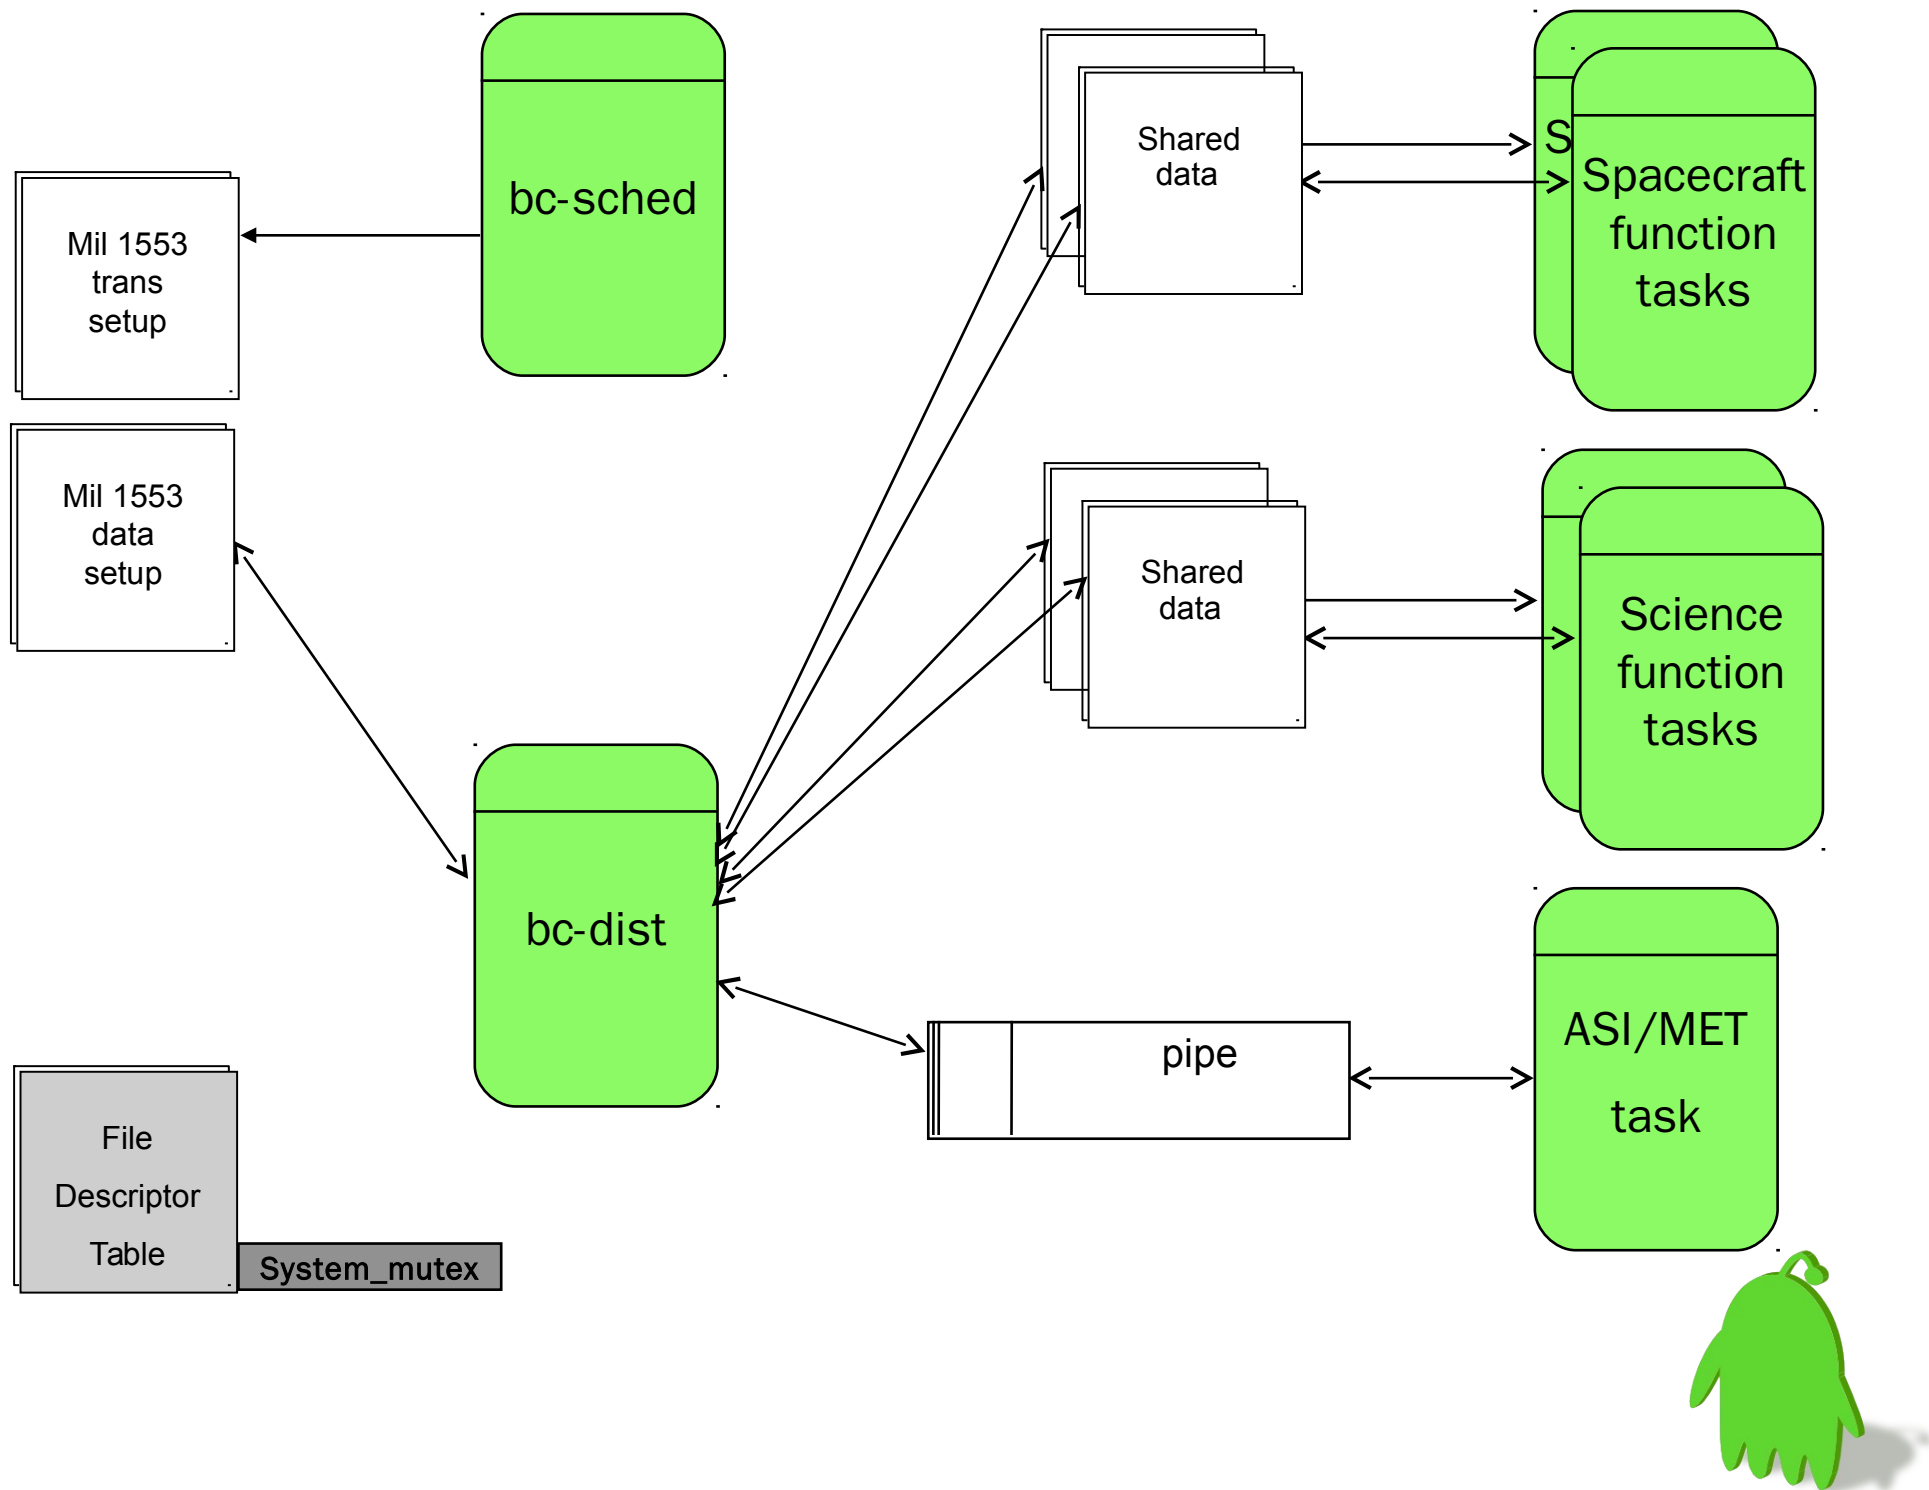 bc-sched
Mil 1553
trans
setup
Mil 1553
data
setup
Shared
data
S
Spacecraft
function
tasks
Shared
data
Science
function
tasks
bc-dist
pipe
ASI/MET
task
File
Descriptor
Table
System_mutex